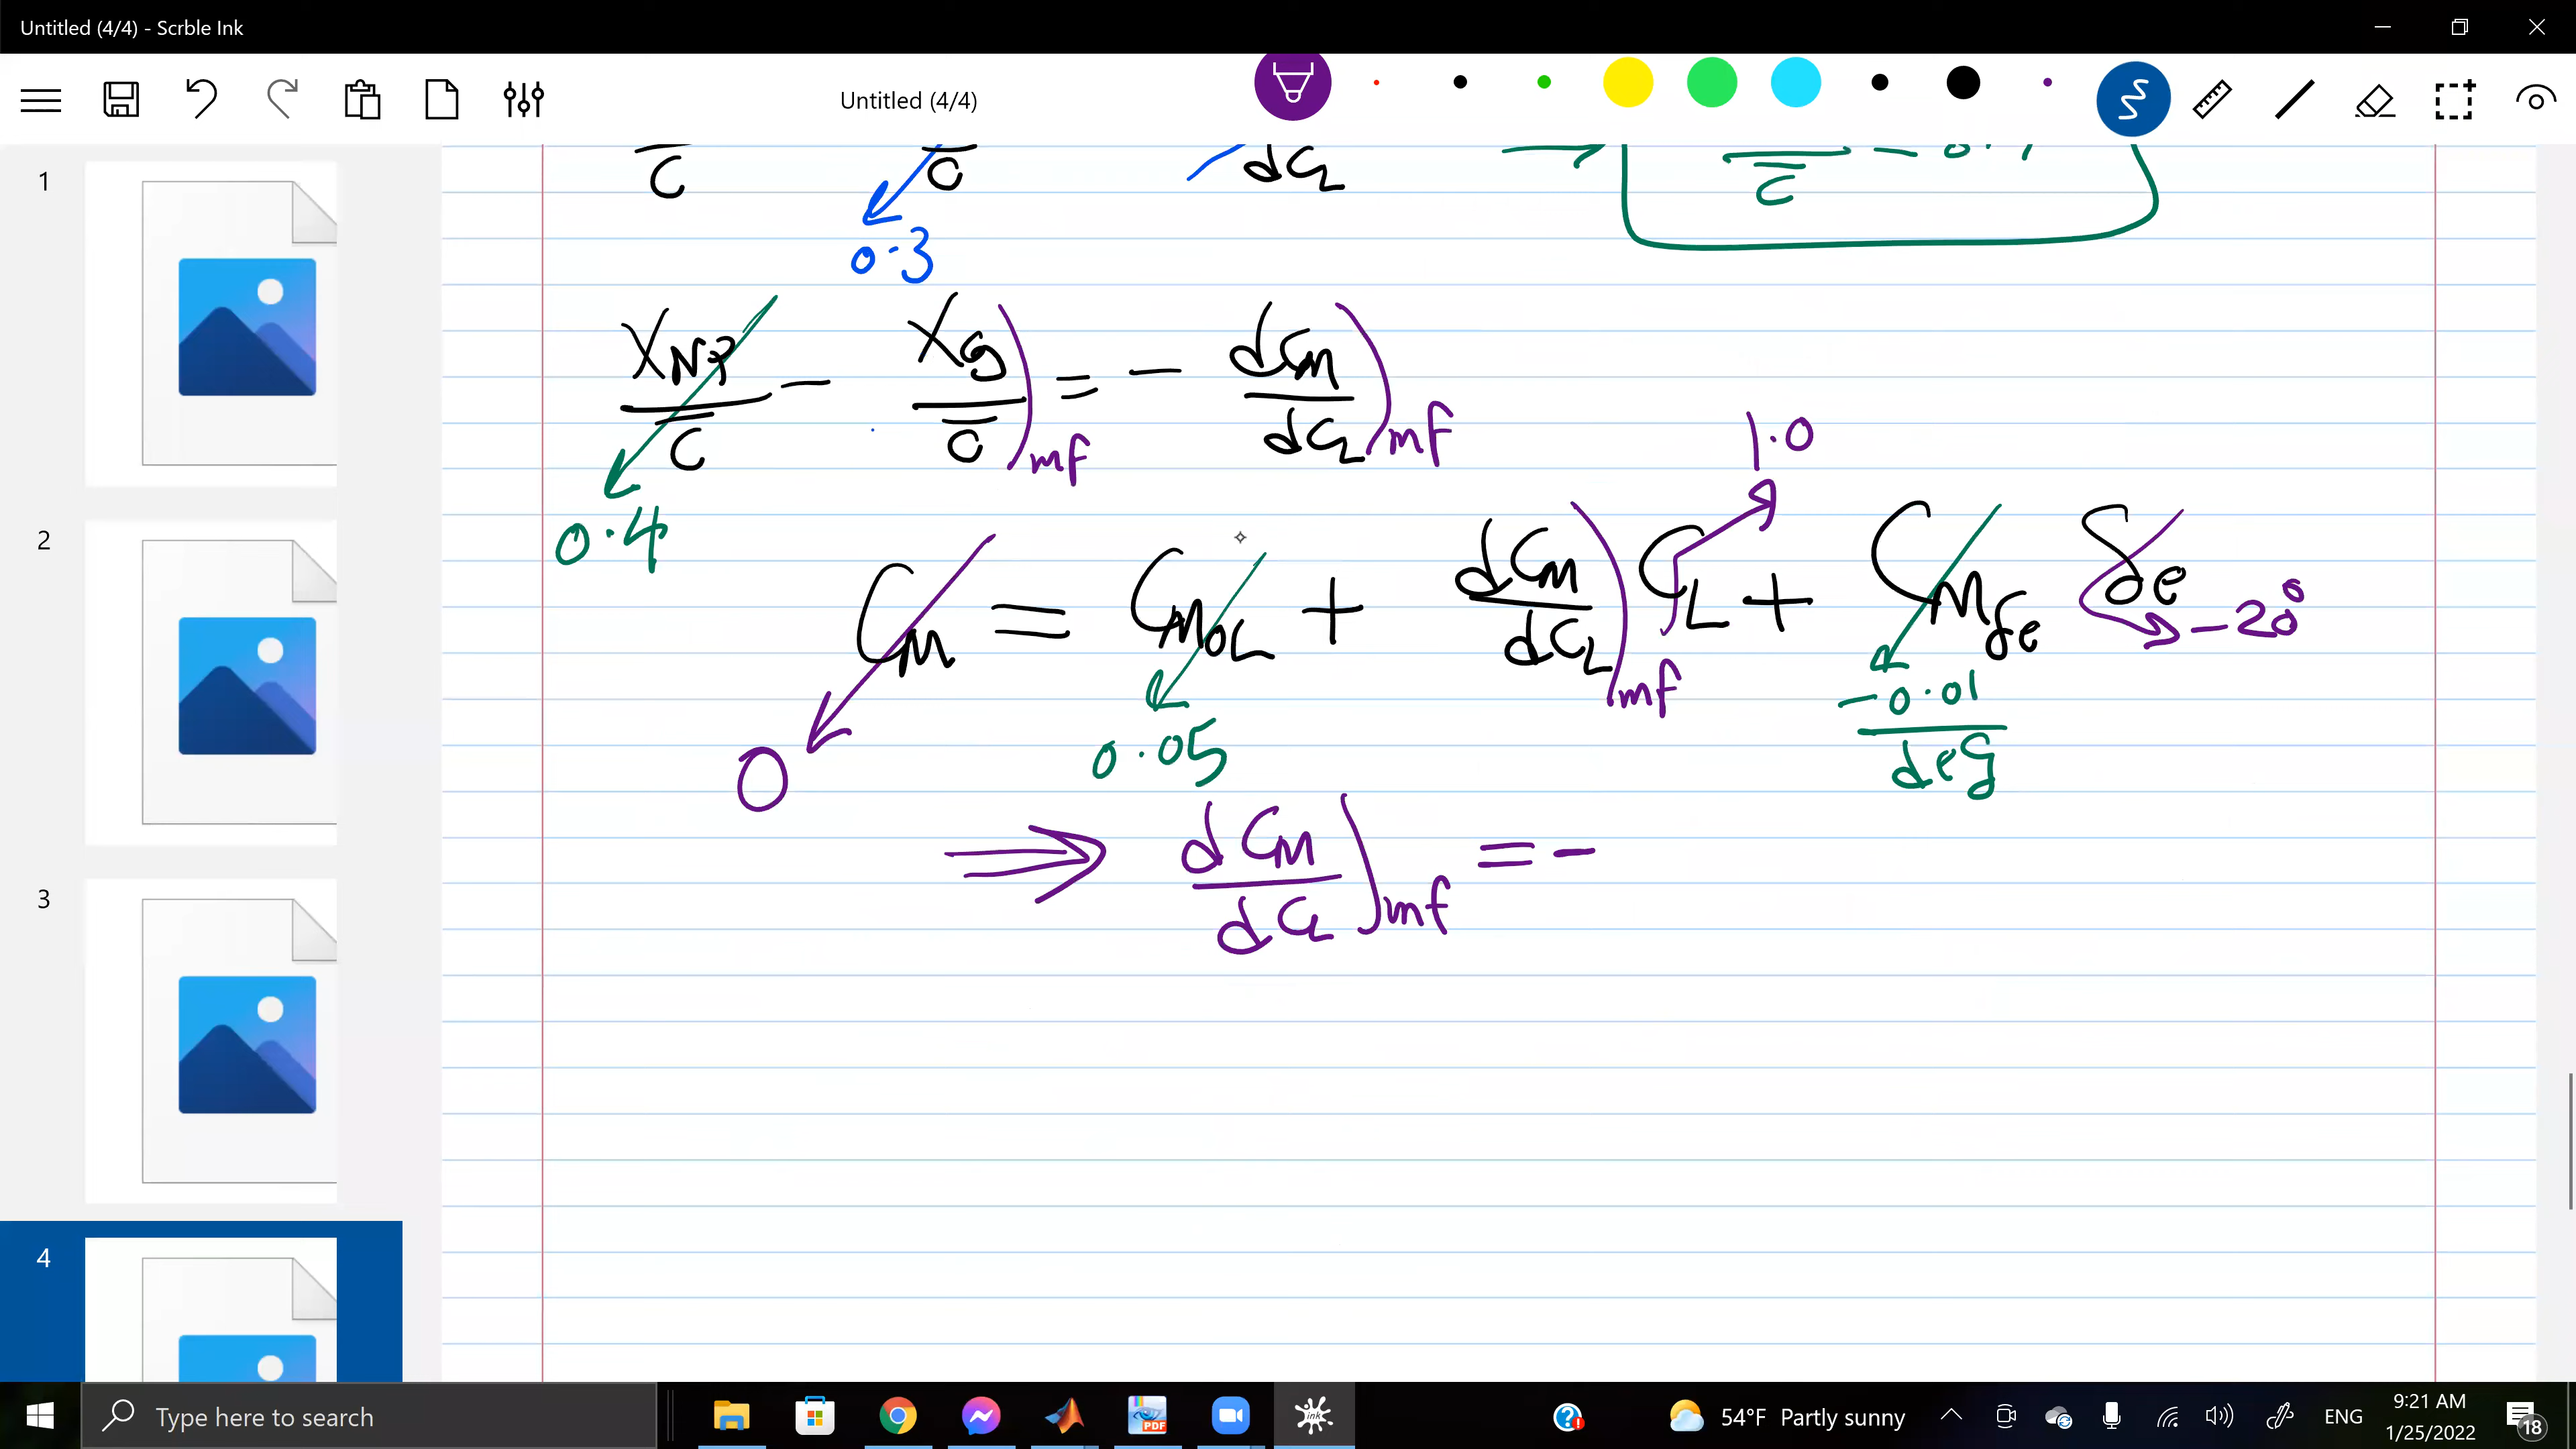 Untitled (4/4) - Scrble Ink
Untitled (4/4)
1
2
3
4
c̄ c̄ dCL c̄
0.3
XNP/c̄ - Xcg/c̄)mf = - dCM/dCL)mf
0.4
1.0
CM = CM0L + dCM/dCL)mf CL + CMδe δe
-20°
0
0.05
-0.01/deg
⟹ dCM/dCL)mf = -
Type here to search
54°F Partly sunny
ENG
9:21 AM
1/25/2022
18